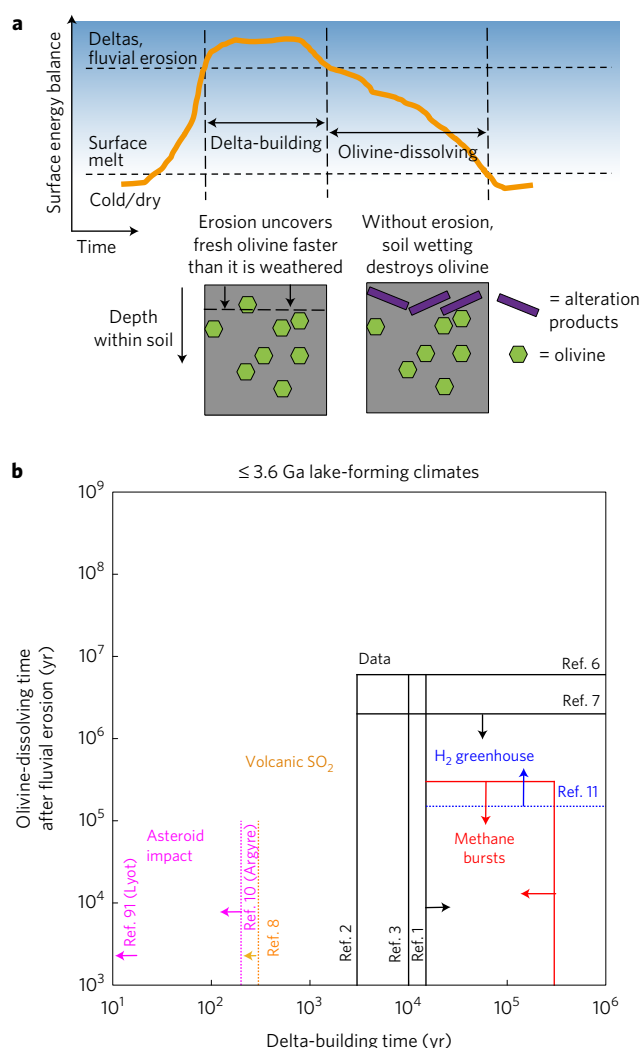 a
Surface energy balance
Deltas,
fluvial erosion
Surface
melt
Cold/dry
Delta-building
Olivine-dissolving
Time
Erosion uncovers
fresh olivine faster
than it is weathered
Without erosion,
soil wetting
destroys olivine
Depth
within soil
= alteration
products
= olivine
b
≤ 3.6 Ga lake-forming climates
Olivine-dissolving time
after fluvial erosion (yr)
10⁹
10⁸
10⁷
10⁶
10⁵
10⁴
10³
Data
Ref. 6
Ref. 7
Volcanic SO₂
H₂ greenhouse
Ref. 11
Asteroid
impact
Methane
bursts
Ref. 91 (Lyot)
Ref. 10 (Argyre)
Ref. 8
Ref. 2
Ref. 3
Ref. 1
10¹
10²
10³
10⁴
10⁵
10⁶
Delta-building time (yr)